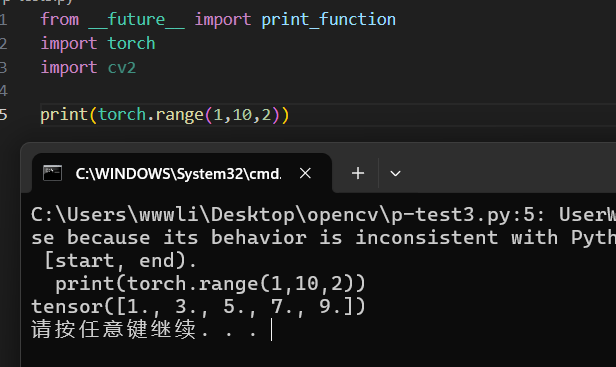 1 from __future__ import print_function
2 import torch
3 import cv2
4
5 print(torch.range(1,10,2))
C:\WINDOWS\System32\cmd.
C:\Users\wwwli\Desktop\opencv\p-test3.py:5: UserW
se because its behavior is inconsistent with Pyth
[start, end).
print(torch.range(1,10,2))
tensor([1., 3., 5., 7., 9.])
请按任意键继续. . .